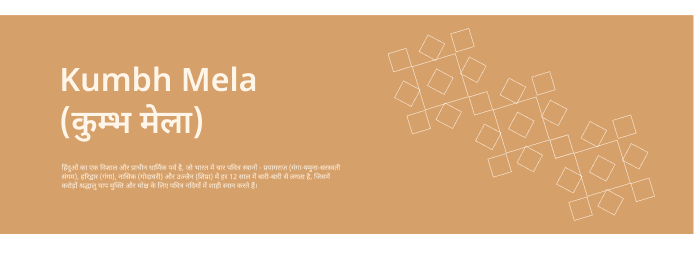 Kumbh Mela
(कुम्भ मेला)
हिंदुओं का एक विशाल और प्राचीन धार्मिक पर्व है, जो भारत में चार पवित्र स्थानों - प्रयागराज (गंगा-यमुना-सरस्वती
संगम), हरिद्वार (गंगा), नासिक (गोदावरी) और उज्जैन (शिप्रा) में हर 12 साल में बारी-बारी से लगता है, जिसमें
करोड़ों श्रद्धालु पाप मुक्ति और मोक्ष के लिए पवित्र नदियों में शाही स्नान करते हैं।